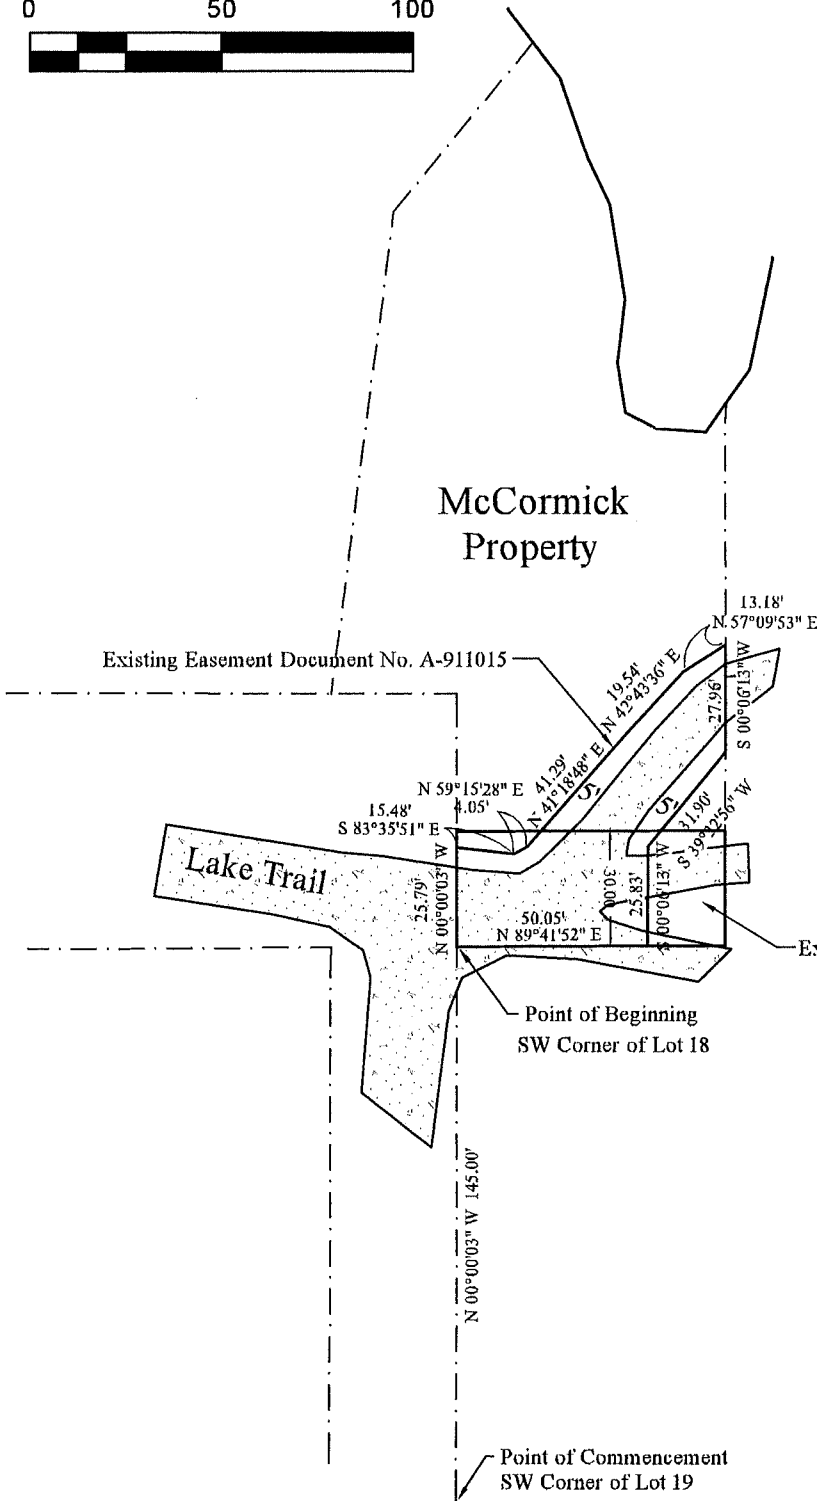 0 50 100
McCormick
Property
13.18'
N 57°09'53" E
Existing Easement Document No. A-911015
19.54'
N 42°43'36" E
27.96'
S 00°06'13" W
41.29'
N 41°18'48" E
N 59°15'28" E
4.05'
15.48'
S 83°35'51" E
5'
5'
31.90'
S 39°32'56" W
Lake Trail
25.79'
N 00°00'03" W
30.00
25.83'
S 00°06'13" W
50.05'
N 89°41'52" E
Ex
Point of Beginning
SW Corner of Lot 18
N 00°00'03" W 145.00'
Point of Commencement
SW Corner of Lot 19